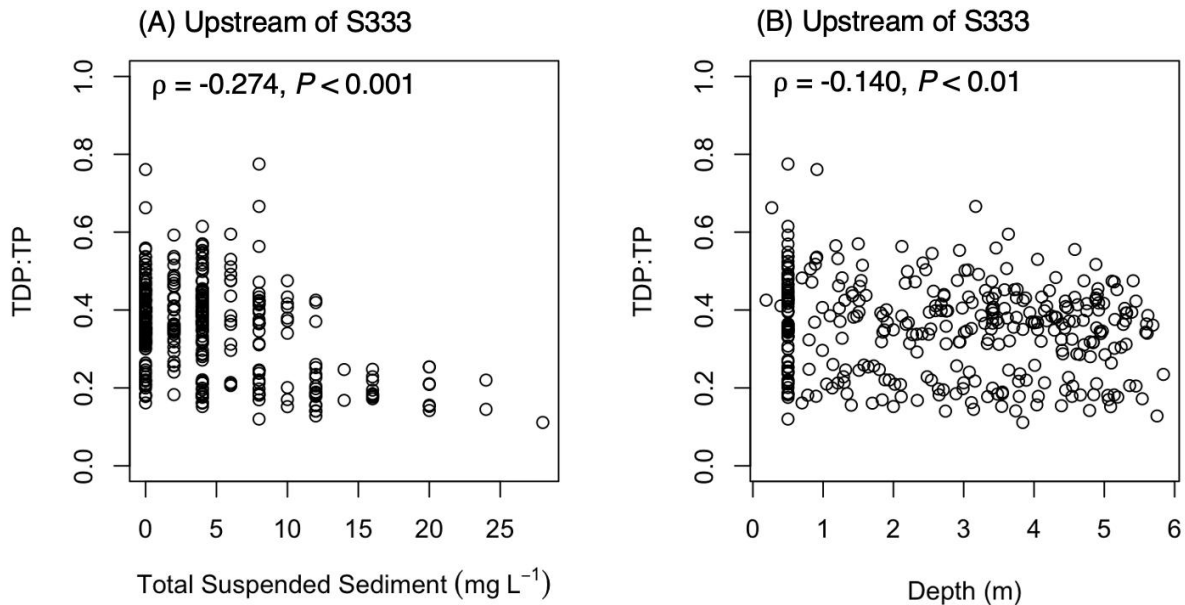 (A) Upstream of S333
ρ = -0.274, P < 0.001
1.0
0.8
0.6
0.4
0.2
0.0
TDP:TP
0 5 10 15 20 25
Total Suspended Sediment (mg L⁻¹)
(B) Upstream of S333
ρ = -0.140, P < 0.01
1.0
0.8
0.6
0.4
0.2
0.0
TDP:TP
0 1 2 3 4 5 6
Depth (m)